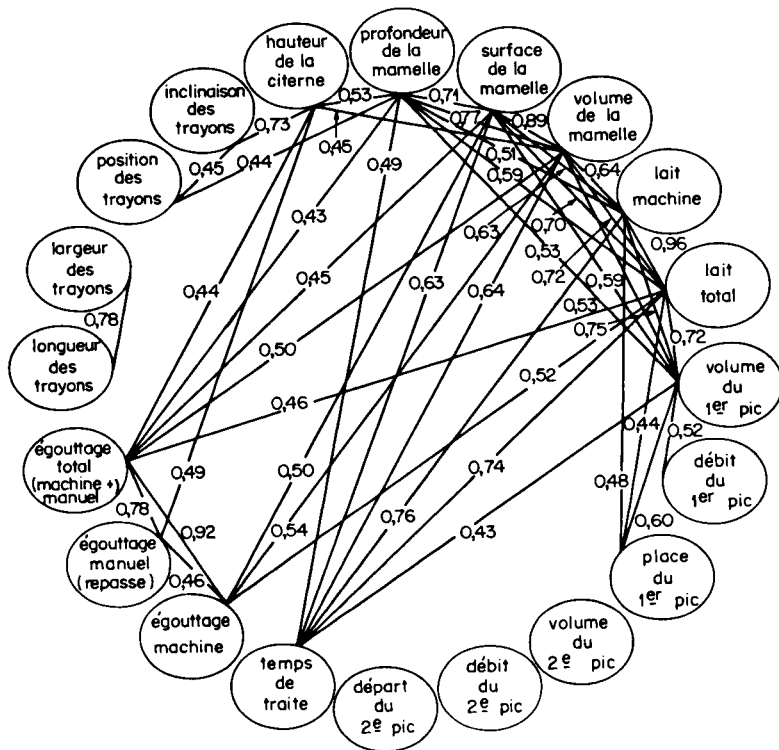 profondeur
de la
mamelle
hauteur
de la
citerne
surface
de la
mamelle
inclinaison
des
trayons
volume
de la
mamelle
position
des
trayons
lait
machine
largeur
des
trayons
lait
total
longueur
des
trayons
volume
du
1er pic
égouttage
total
(machine +)
manuel
débit
du
1er pic
égouttage
manuel
(repasse)
place
du
1er pic
égouttage
machine
volume
du
2e pic
temps
de
traite
départ
du
2e pic
débit
du
2e pic
0,53
0,71
0,77
0,89
0,73
0,45
0,45
0,44
0,49
0,51
0,59
0,64
0,43
0,63
0,70
0,96
0,44
0,45
0,63
0,64
0,53
0,72
0,59
0,53
0,75
0,72
0,78
0,50
0,52
0,46
0,44
0,52
0,49
0,50
0,74
0,48
0,78
0,92
0,54
0,76
0,43
0,60
0,46